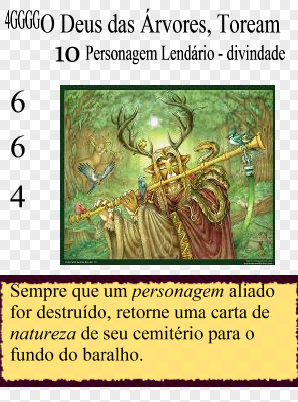 4GGGGO Deus das Árvores, Toream
10 Personagem Lendário - divindade
6
6
4
Sempre que um personagem aliado
for destruído, retorne uma carta de
natureza de seu cemitério para o
fundo do baralho.